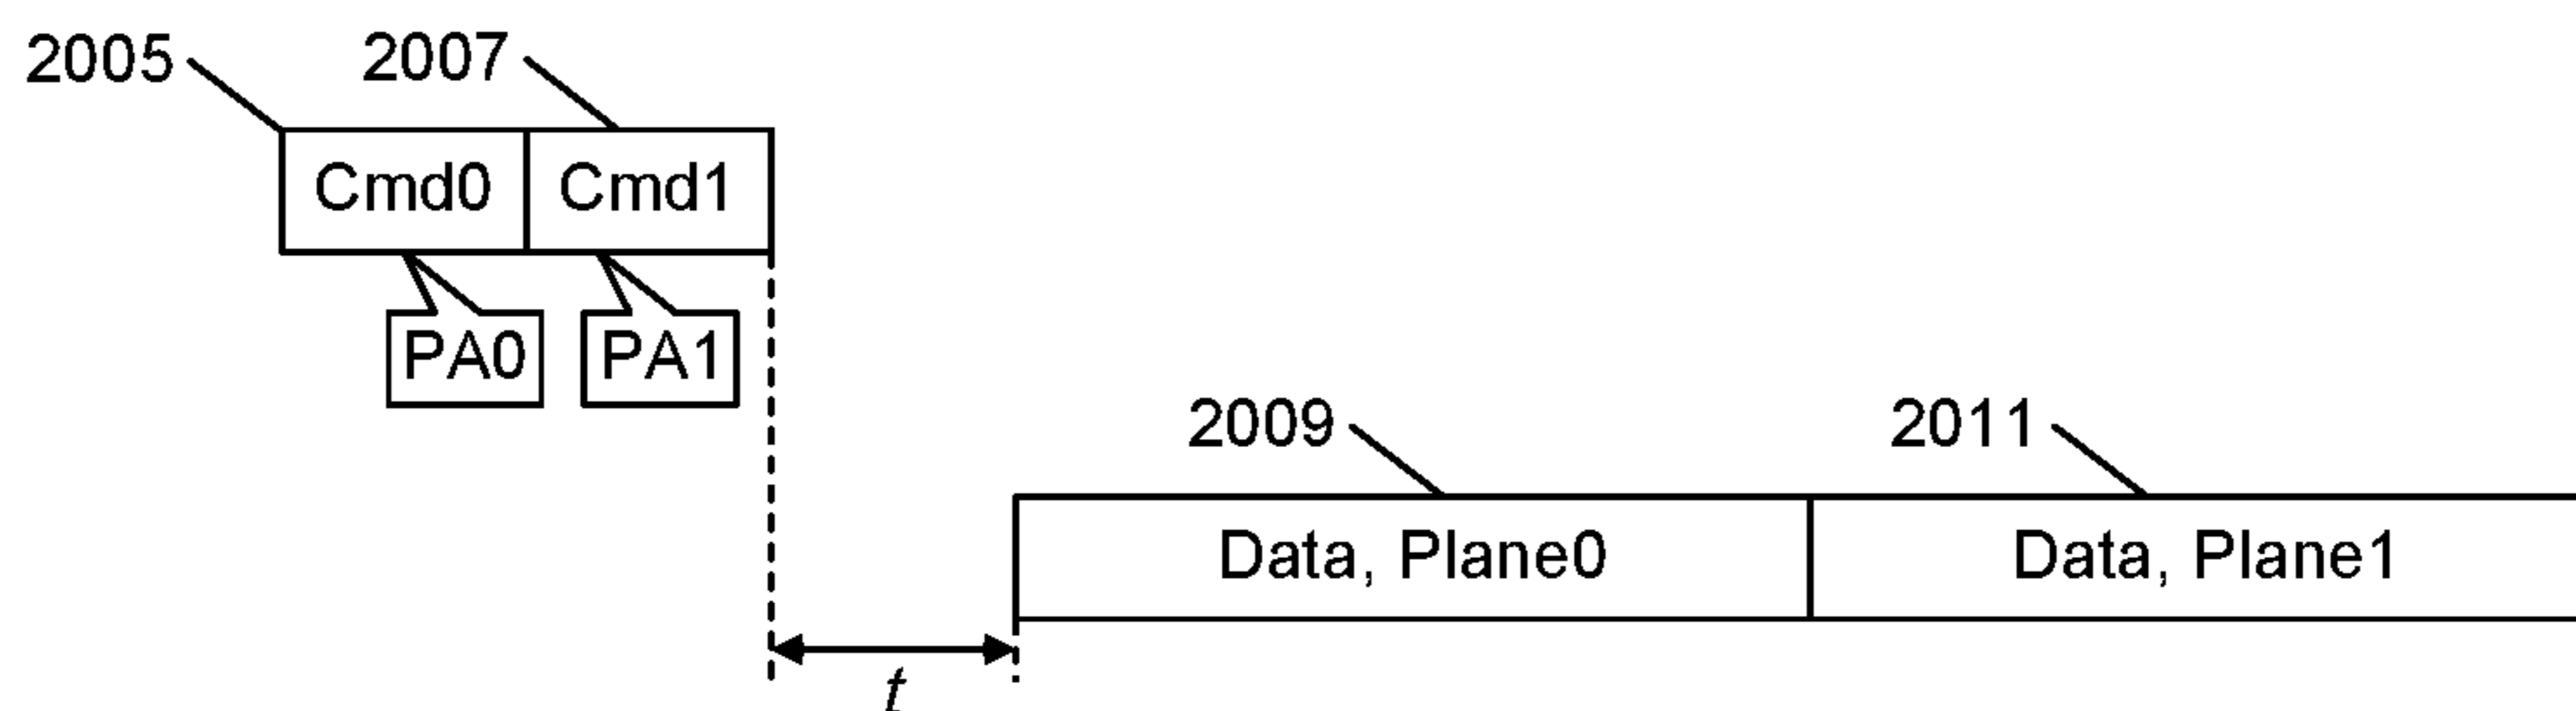 2005 2007
Cmd0 Cmd1
PA0 PA1
2009 2011
Data, Plane0 Data, Plane1
t